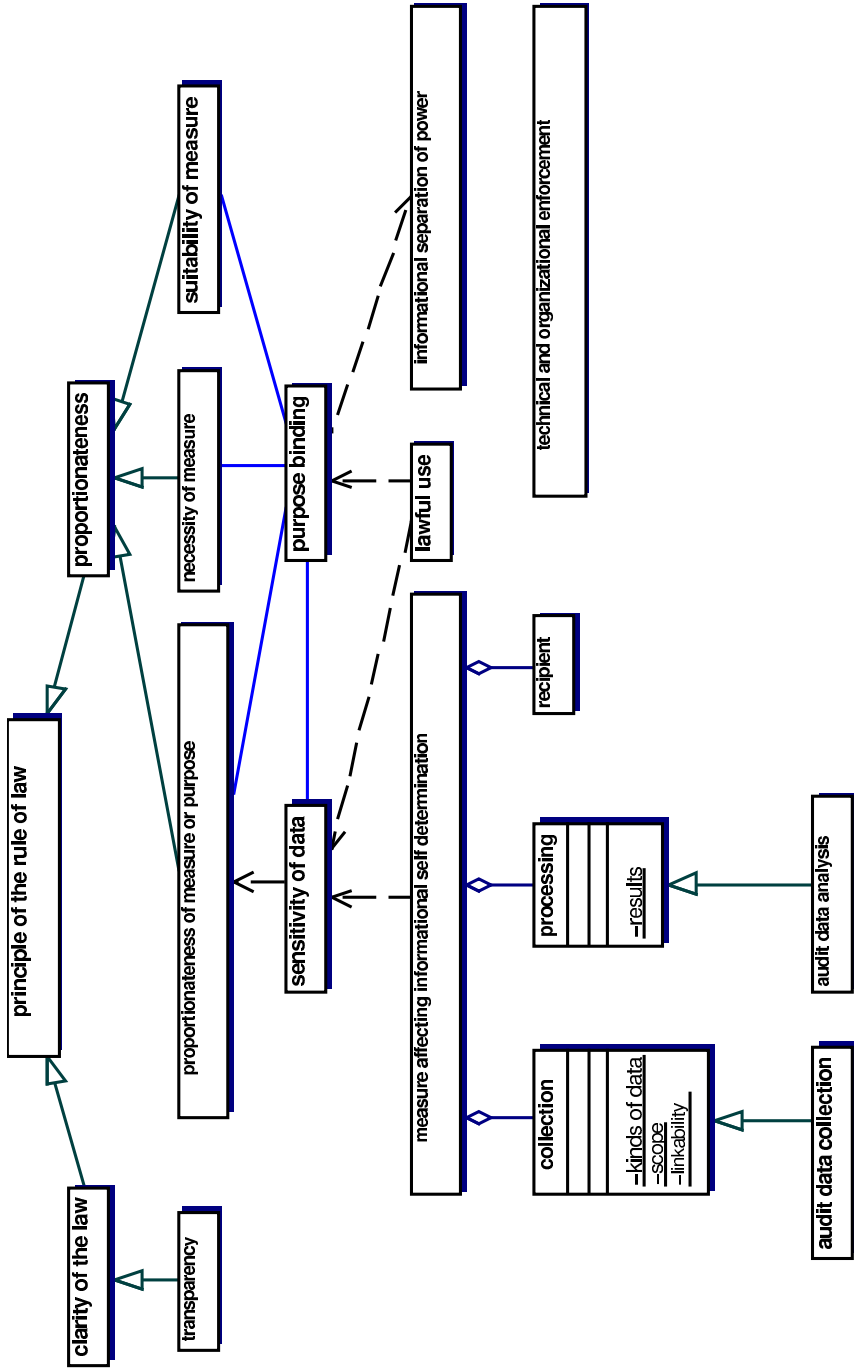 principle of the rule of law
clarity of the law
proportionateness
transparency
proportionateness of measure or purpose
necessity of measure
suitability of measure
sensitivity of data
purpose binding
measure affecting informational self determination
lawful use
informational separation of power
collection
-kinds of data
-scope
-linkability
processing
-results
recipient
technical and organizational enforcement
audit data collection
audit data analysis